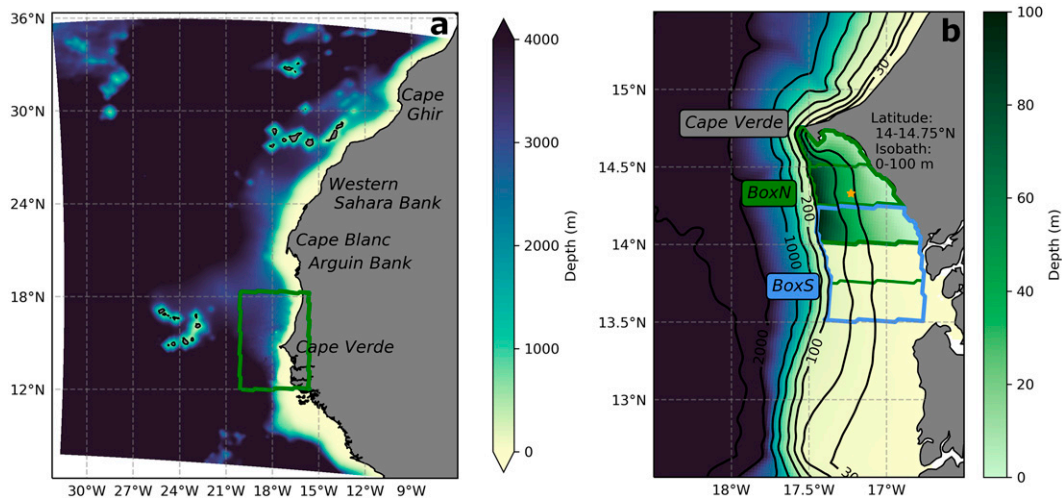 a
36°N
30°N
24°N
18°N
12°N
30°W
27°W
24°W
21°W
18°W
15°W
12°W
9°W
Cape
Ghir
Western
Sahara Bank
Cape Blanc
Arguin Bank
Cape Verde
4000
3000
2000
1000
0
Depth (m)
b
15°N
14.5°N
14°N
13.5°N
13°N
18°W
17.5°W
17°W
30
Cape Verde
Latitude:
14-14.75°N
Isobath:
0-100 m
BoxN
200
1000
BoxS
2000
100
30
100
80
60
40
20
0
Depth (m)